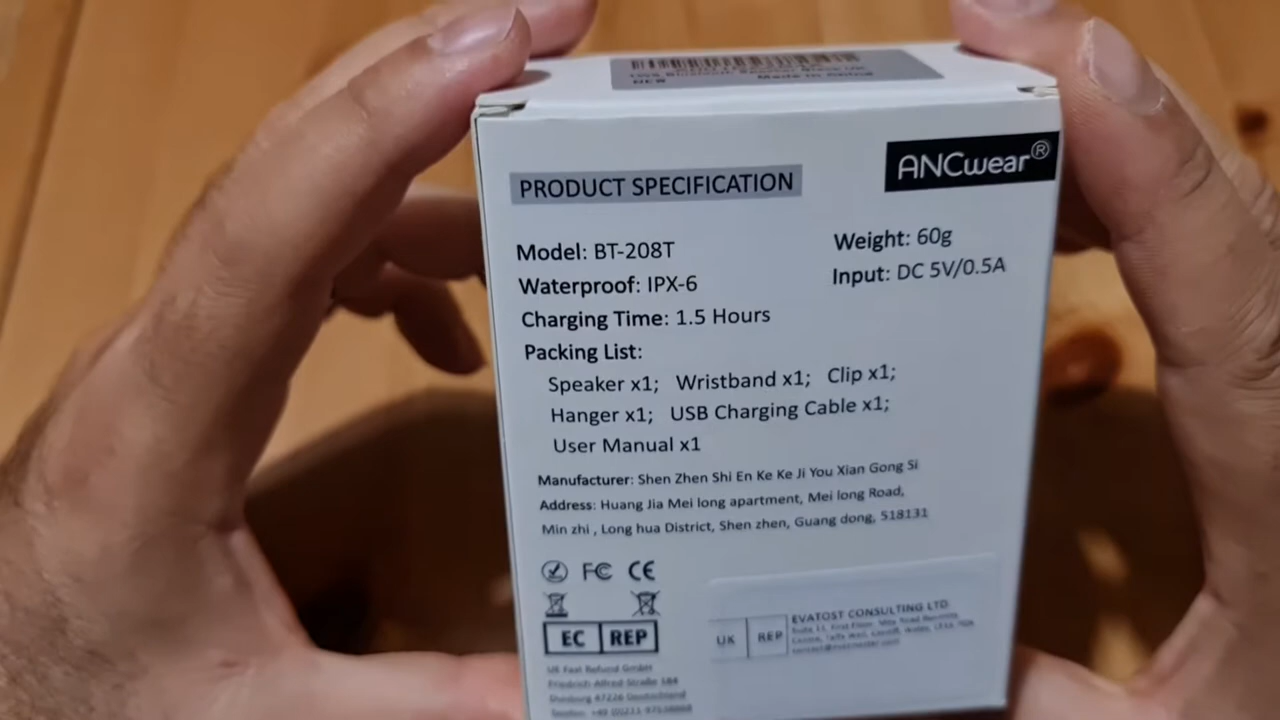 NEW
Made in China
ANCwear®
PRODUCT SPECIFICATION
Model: BT-208T
Weight: 60g
Waterproof: IPX-6
Input: DC 5V/0.5A
Charging Time: 1.5 Hours
Packing List:
Speaker x1; Wristband x1; Clip x1;
Hanger x1; USB Charging Cable x1;
User Manual x1
Manufacturer: Shen Zhen Shi En Ke Ke Ji You Xian Gong Si
Address: Huang Jia Mei long apartment, Mei long Road,
Min zhi , Long hua District, Shen zhen, Guang dong, 518131
FC CE
EC REP
UK REP
EVATOST CONSULTING LTD